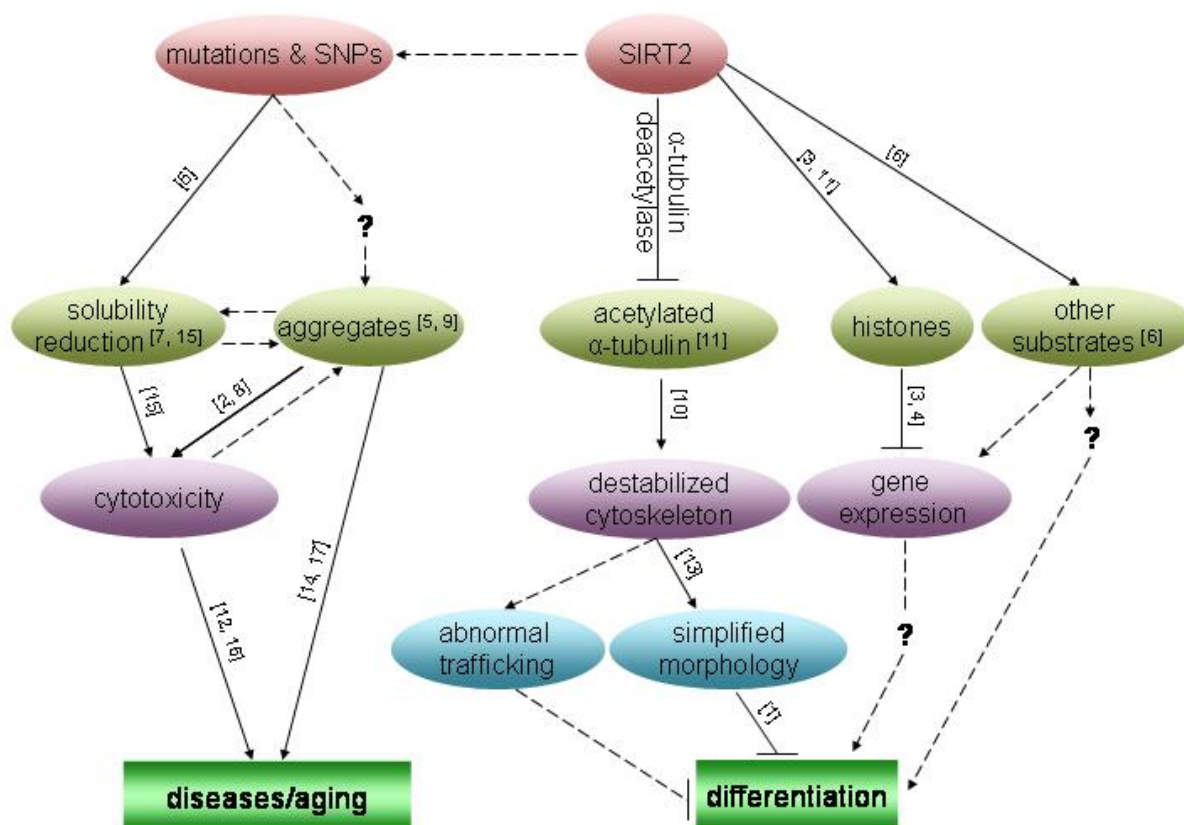 mutations & SNPs
SIRT2
α-tubulin
deacetylase
[3, 11]
[6]
[6]
?
solubility
reduction [7, 15]
aggregates [5, 9]
acetylated
α-tubulin [11]
histones
other
substrates [6]
[15]
[2, 8]
[10]
[3, 4]
?
cytotoxicity
destabilized
cytoskeleton
gene
expression
[14, 17]
[13]
[12, 16]
abnormal
trafficking
simplified
morphology
?
[1]
diseases/aging
differentiation